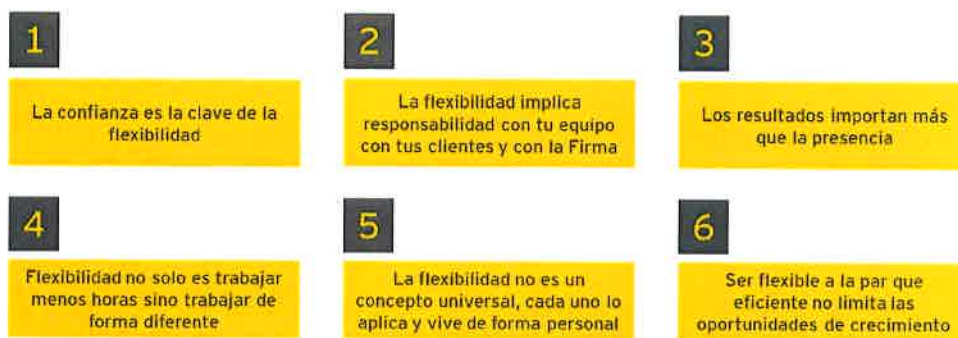 1
La confianza es la clave de la
flexibilidad
2
La flexibilidad implica
responsabilidad con tu equipo
con tus clientes y con la Firma
3
Los resultados importan más
que la presencia
4
Flexibilidad no solo es trabajar
menos horas sino trabajar de
forma diferente
5
La flexibilidad no es un
concepto universal, cada uno lo
aplica y vive de forma personal
6
Ser flexible a la par que
eficiente no limita las
oportunidades de crecimiento